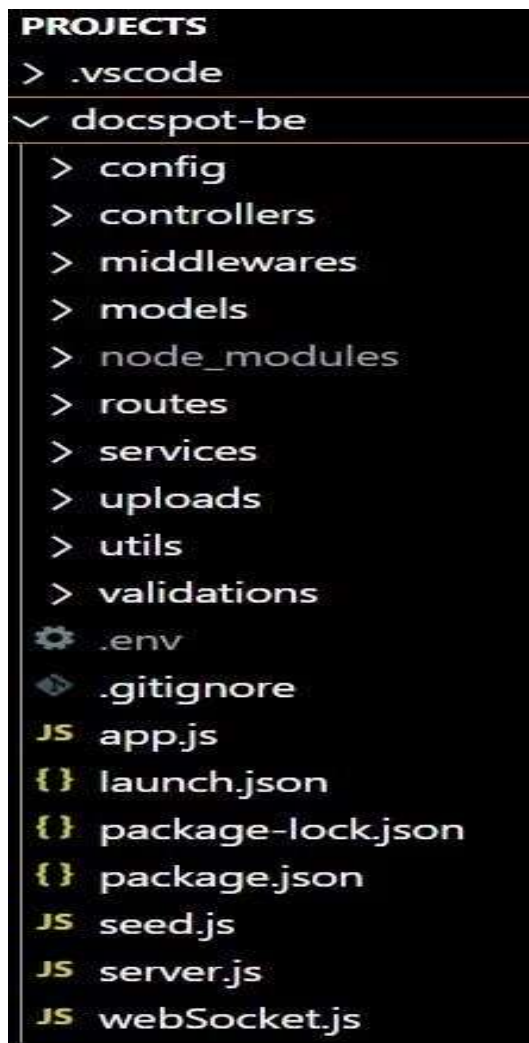 PROJECTS
> .vscode
docspot-be
> config
> controllers
> middlewares
> models
> node_modules
> routes
> services
> uploads
> utils
> validations
.env
.gitignore
JS app.js
{} launch.json
{} package-lock.json
{} package.json
JS seed.js
JS server.js
JS webSocket.js